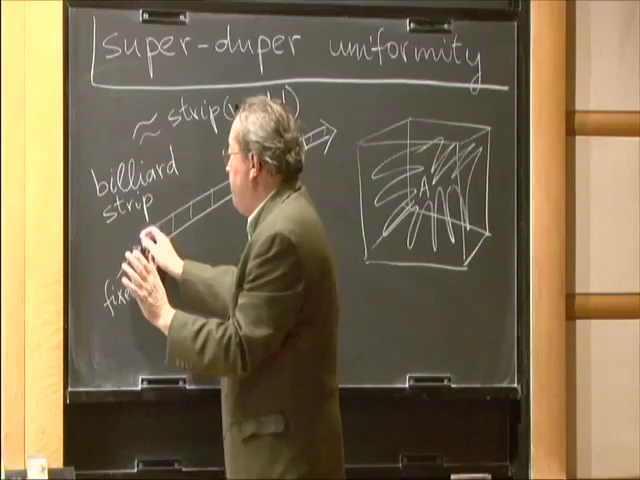 super-duper uniformity
≈ strip(
billiard
strip
A